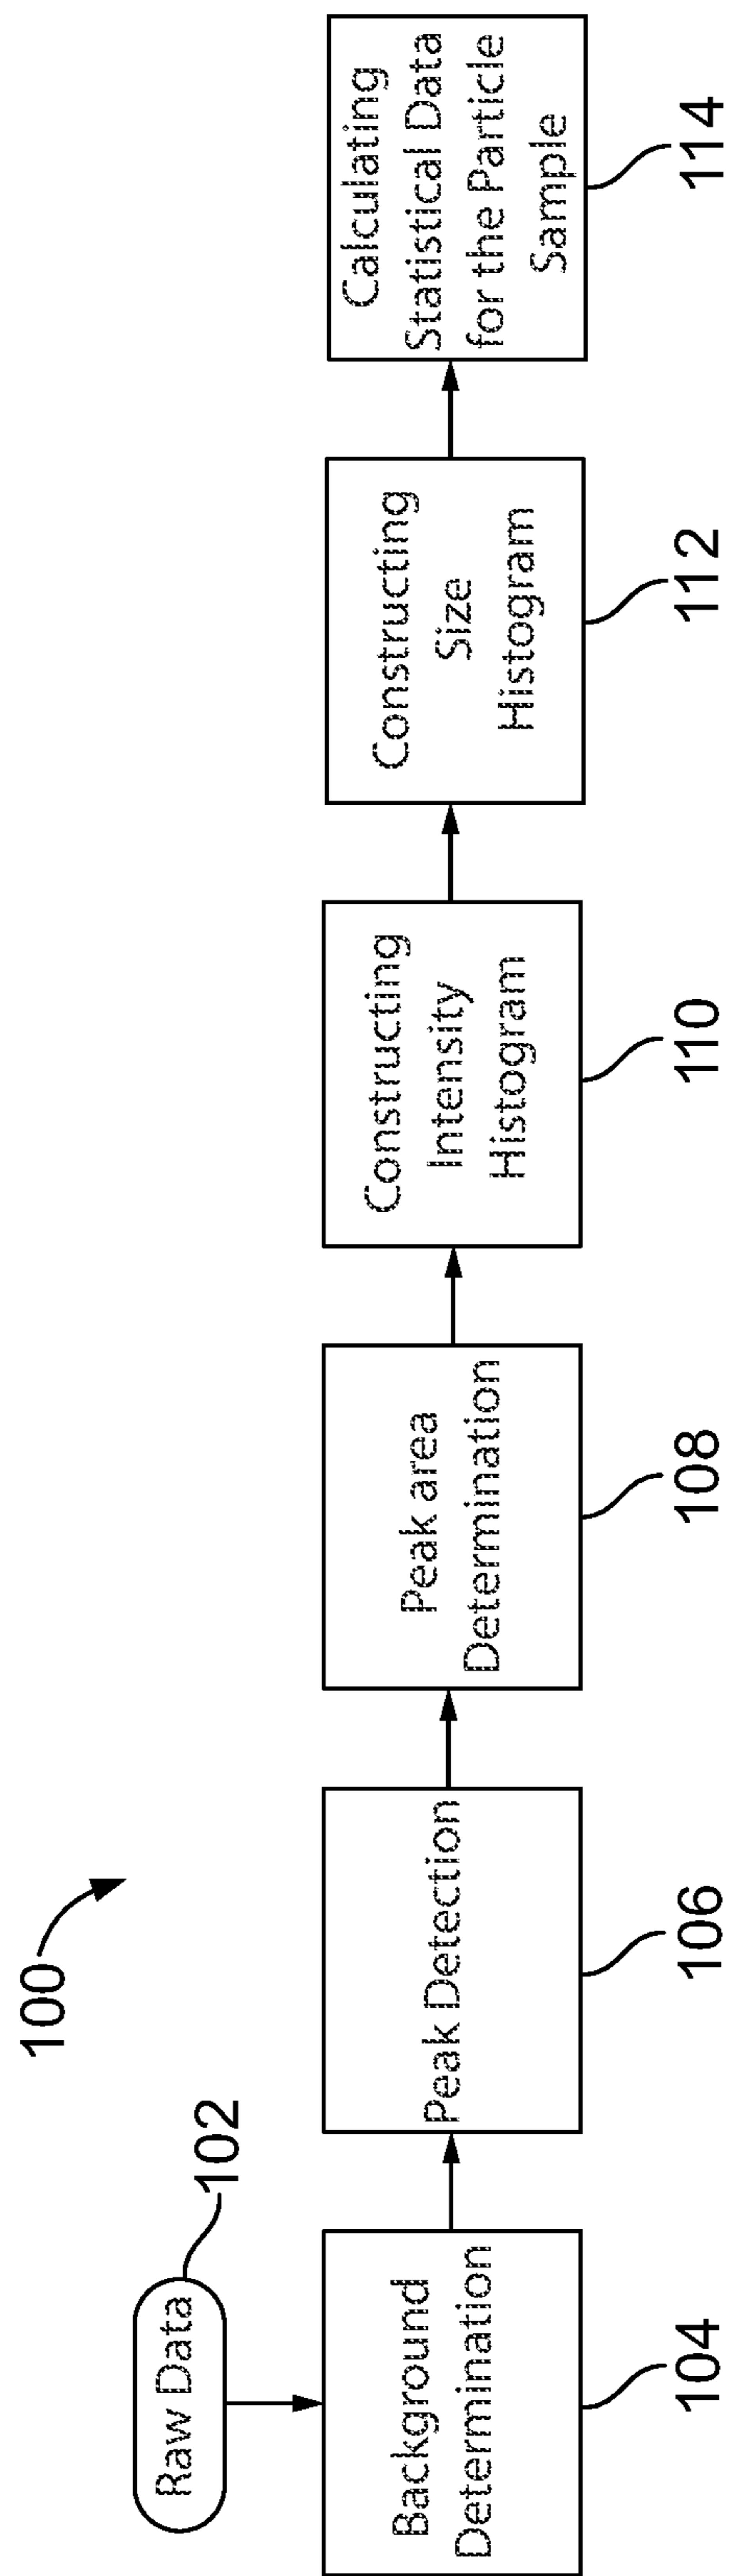 100
Raw Data
102
Background
Determination
104
Peak Detection
106
Peak area
Determination
108
Constructing
Intensity
Histogram
110
Constructing
Size
Histogram
112
Calculating
Statistical Data
for the Particle
Sample
114